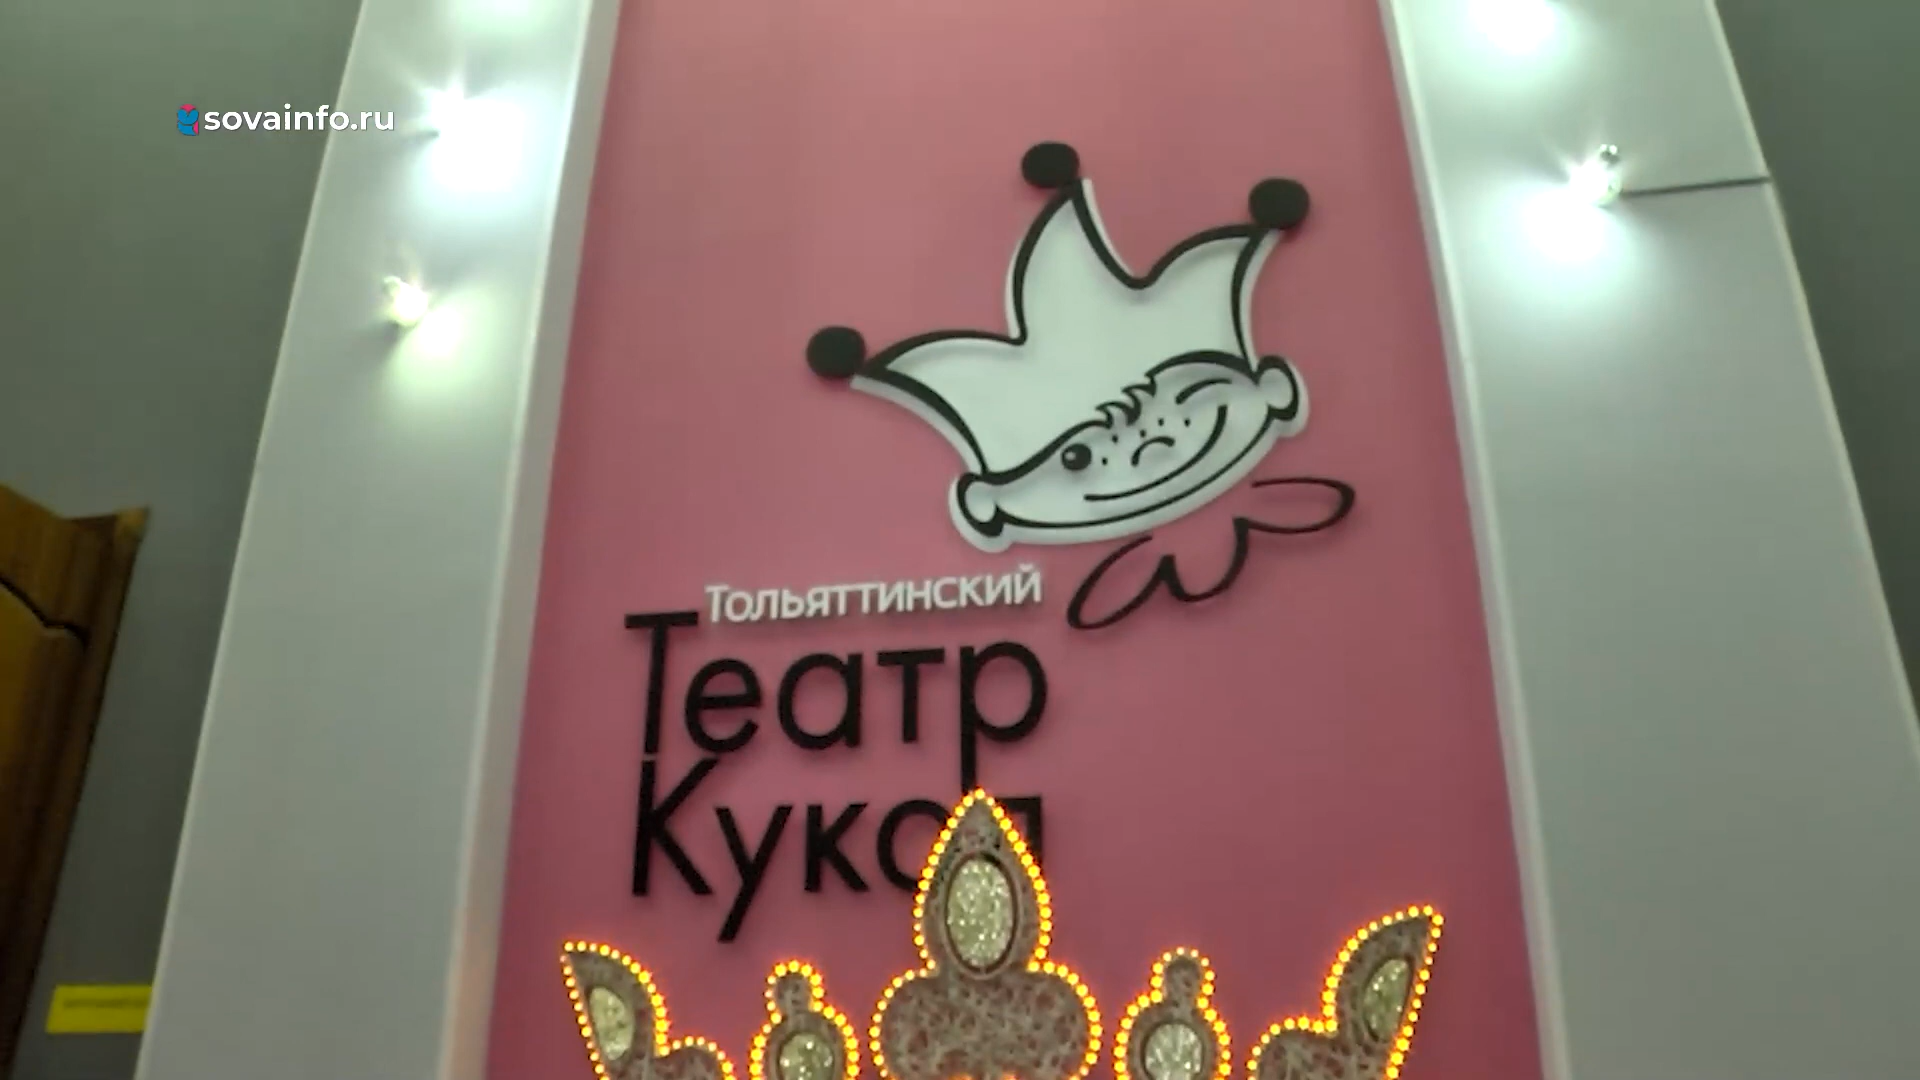 sovainfo.ru
Тольяттинский
Театр
Кукол